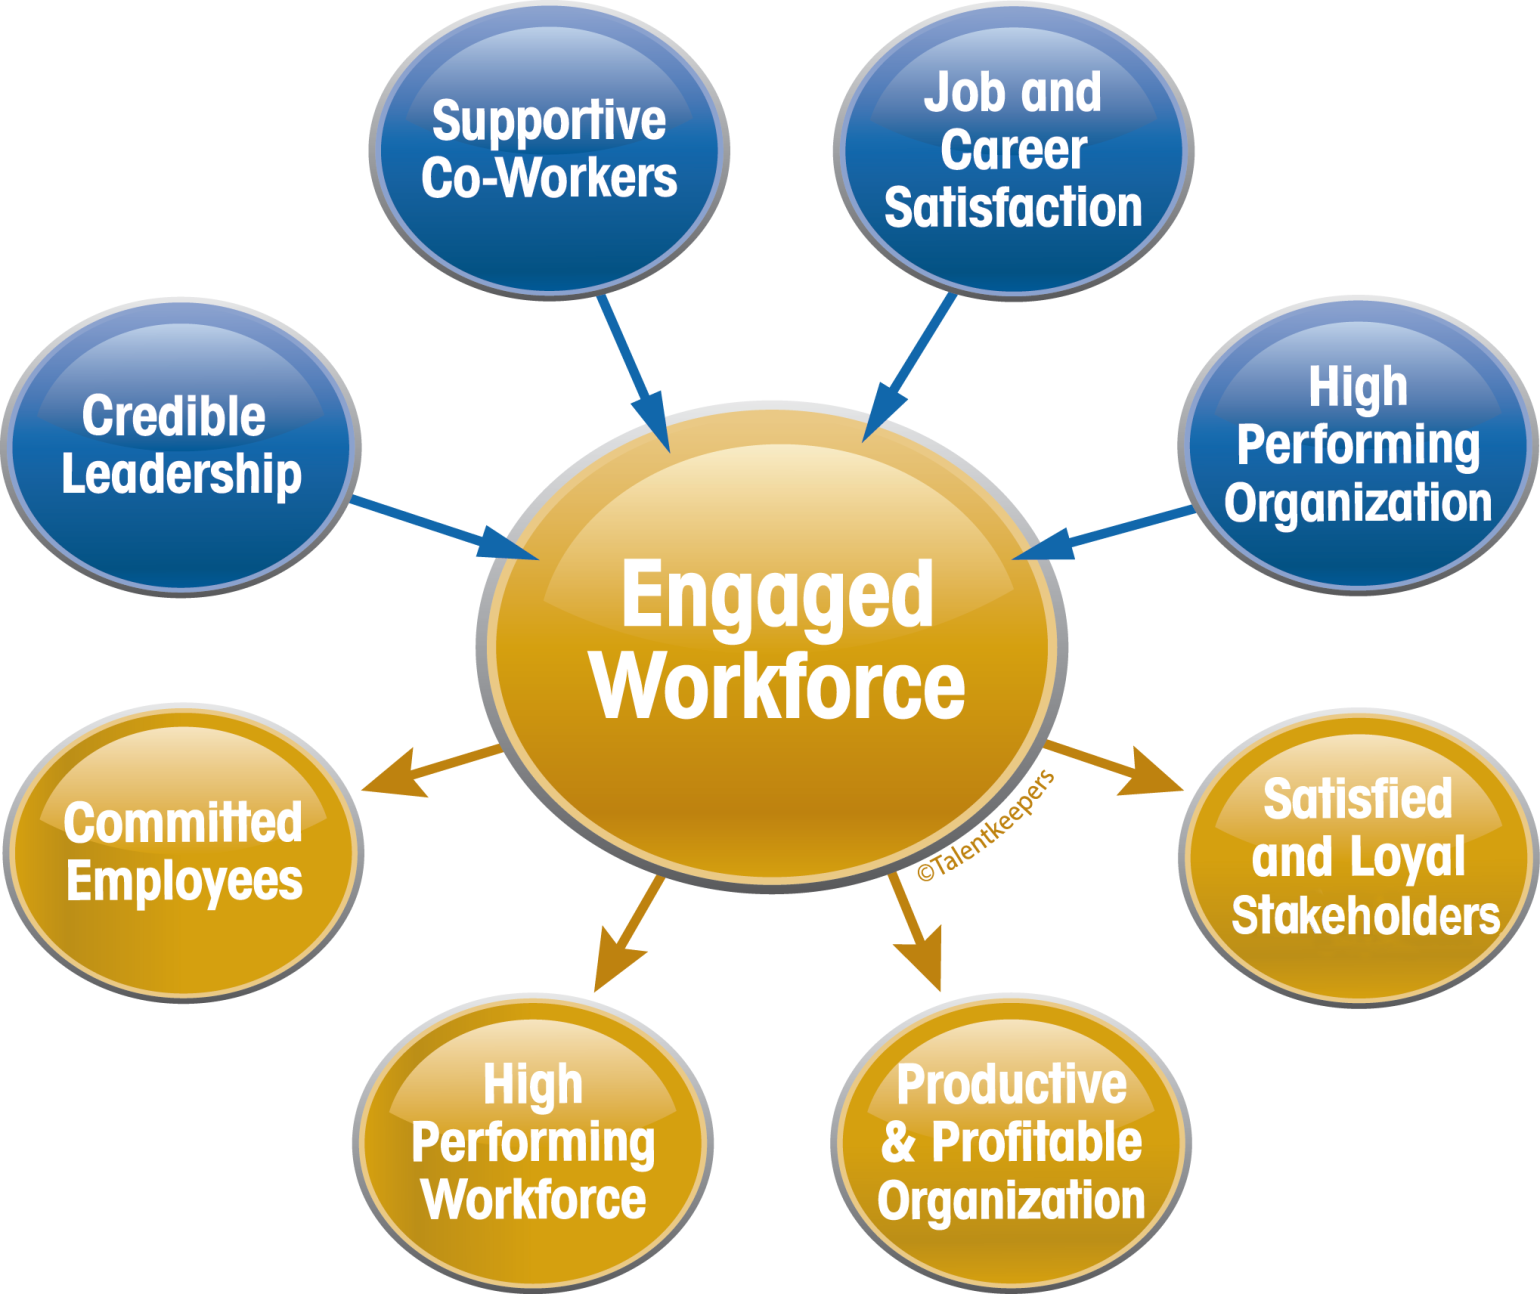 Supportive
Co-Workers
Job and
Career
Satisfaction
Credible
Leadership
High
Performing
Organization
Engaged
Workforce
©Talentkeepers
Committed
Employees
Satisfied
and Loyal
Stakeholders
High
Performing
Workforce
Productive
& Profitable
Organization